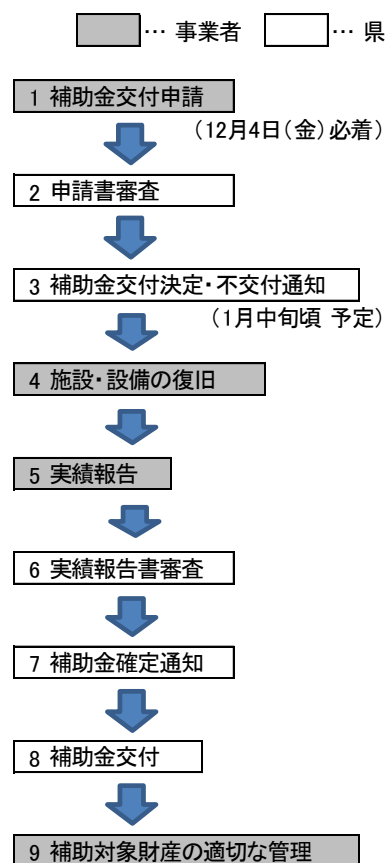 … 事業者 … 県
1 補助金交付申請
（12月4日（金）必着）
2 申請書審査
3 補助金交付決定・不交付通知
（1月中旬頃 予定）
4 施設・設備の復旧
5 実績報告
6 実績報告書審査
7 補助金確定通知
8 補助金交付
9 補助対象財産の適切な管理